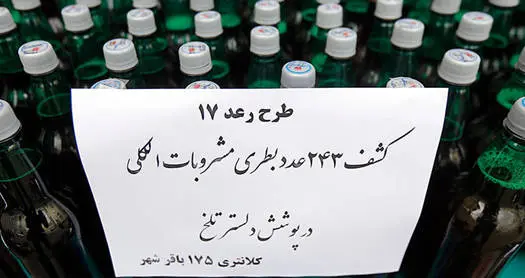 طرح رعد ۱۷
کشف ۲۴۳ عدد بطری مشروبات الکلی
در پوشش دلستر تلخ
کلانتری ۱۷۵ باقر شهر